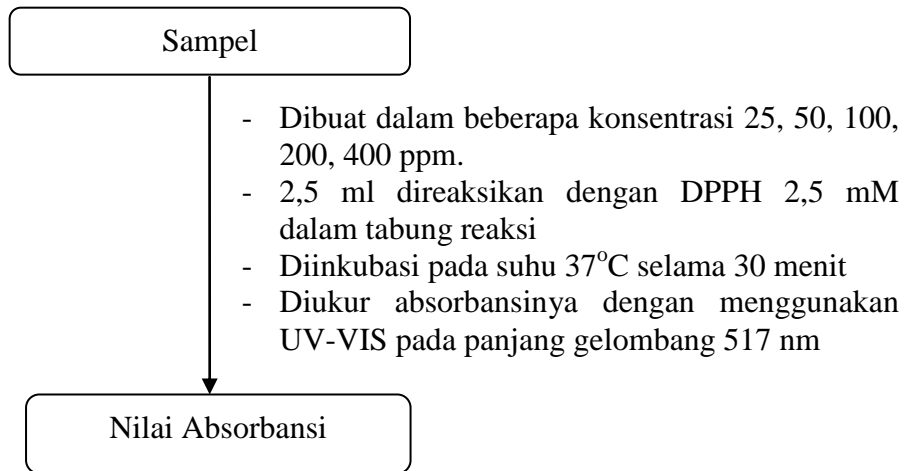 Sampel
- Dibuat dalam beberapa konsentrasi 25, 50, 100,
200, 400 ppm.
- 2,5 ml direaksikan dengan DPPH 2,5 mM
dalam tabung reaksi
- Diinkubasi pada suhu 37°C selama 30 menit
- Diukur absorbansinya dengan menggunakan
UV-VIS pada panjang gelombang 517 nm
Nilai Absorbansi